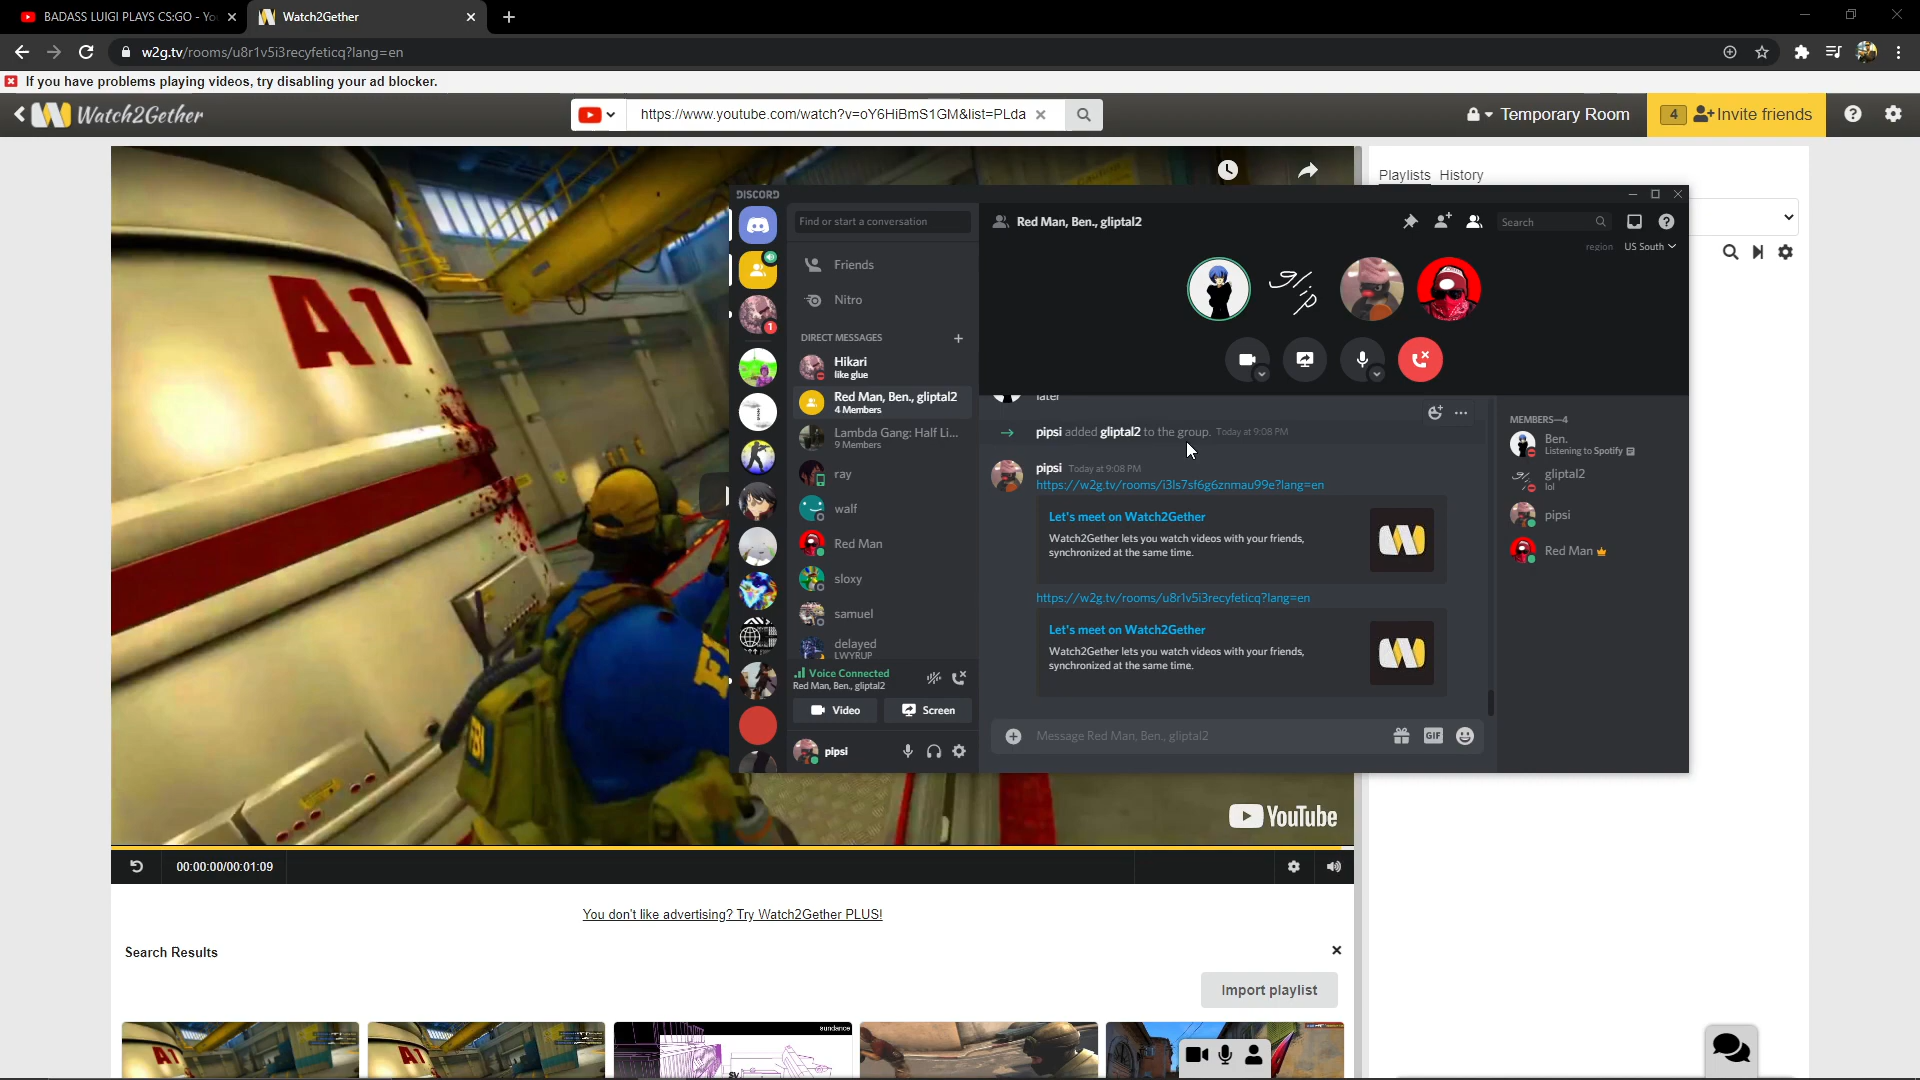 BADASS LUIGI PLAYS CS:GO - Yo
Watch2Gether
w2g.tv/rooms/u8r1v5i3recyfeticq?lang=en
If you have problems playing videos, try disabling your ad blocker.
Watch2Gether
https://www.youtube.com/watch?v=oY6HiBmS1GM&list=PLda
Temporary Room
4
Invite friends
Playlists History
A1
DISCORD
Find or start a conversation
Friends
Nitro
DIRECT MESSAGES
Hikari
like glue
Red Man, Ben., gliptal2
4 Members
Lambda Gang: Half Li...
9 Members
ray
walf
Red Man
sloxy
samuel
delayed
LWYRUP
Voice Connected
Red Man, Ben., gliptal2
Video
Screen
pipsi
1
Red Man, Ben., gliptal2
Search
region US South
glip
later
pipsi added gliptal2 to the group. Today at 9:08 PM
pipsi Today at 9:08 PM
https://w2g.tv/rooms/i3ls7sf6g6znmau99e?lang=en
Let's meet on Watch2Gether
Watch2Gether lets you watch videos with your friends,
synchronized at the same time.
https://w2g.tv/rooms/u8r1v5i3recyfeticq?lang=en
Let's meet on Watch2Gether
Watch2Gether lets you watch videos with your friends,
synchronized at the same time.
Message Red Man, Ben., gliptal2
GIF
MEMBERS—4
Ben.
Listening to Spotify
gliptal2
lol
pipsi
Red Man
FBI
YouTube
00:00:00/00:01:09
You don't like advertising? Try Watch2Gether PLUS!
Search Results
Import playlist
A1
A1
sundance